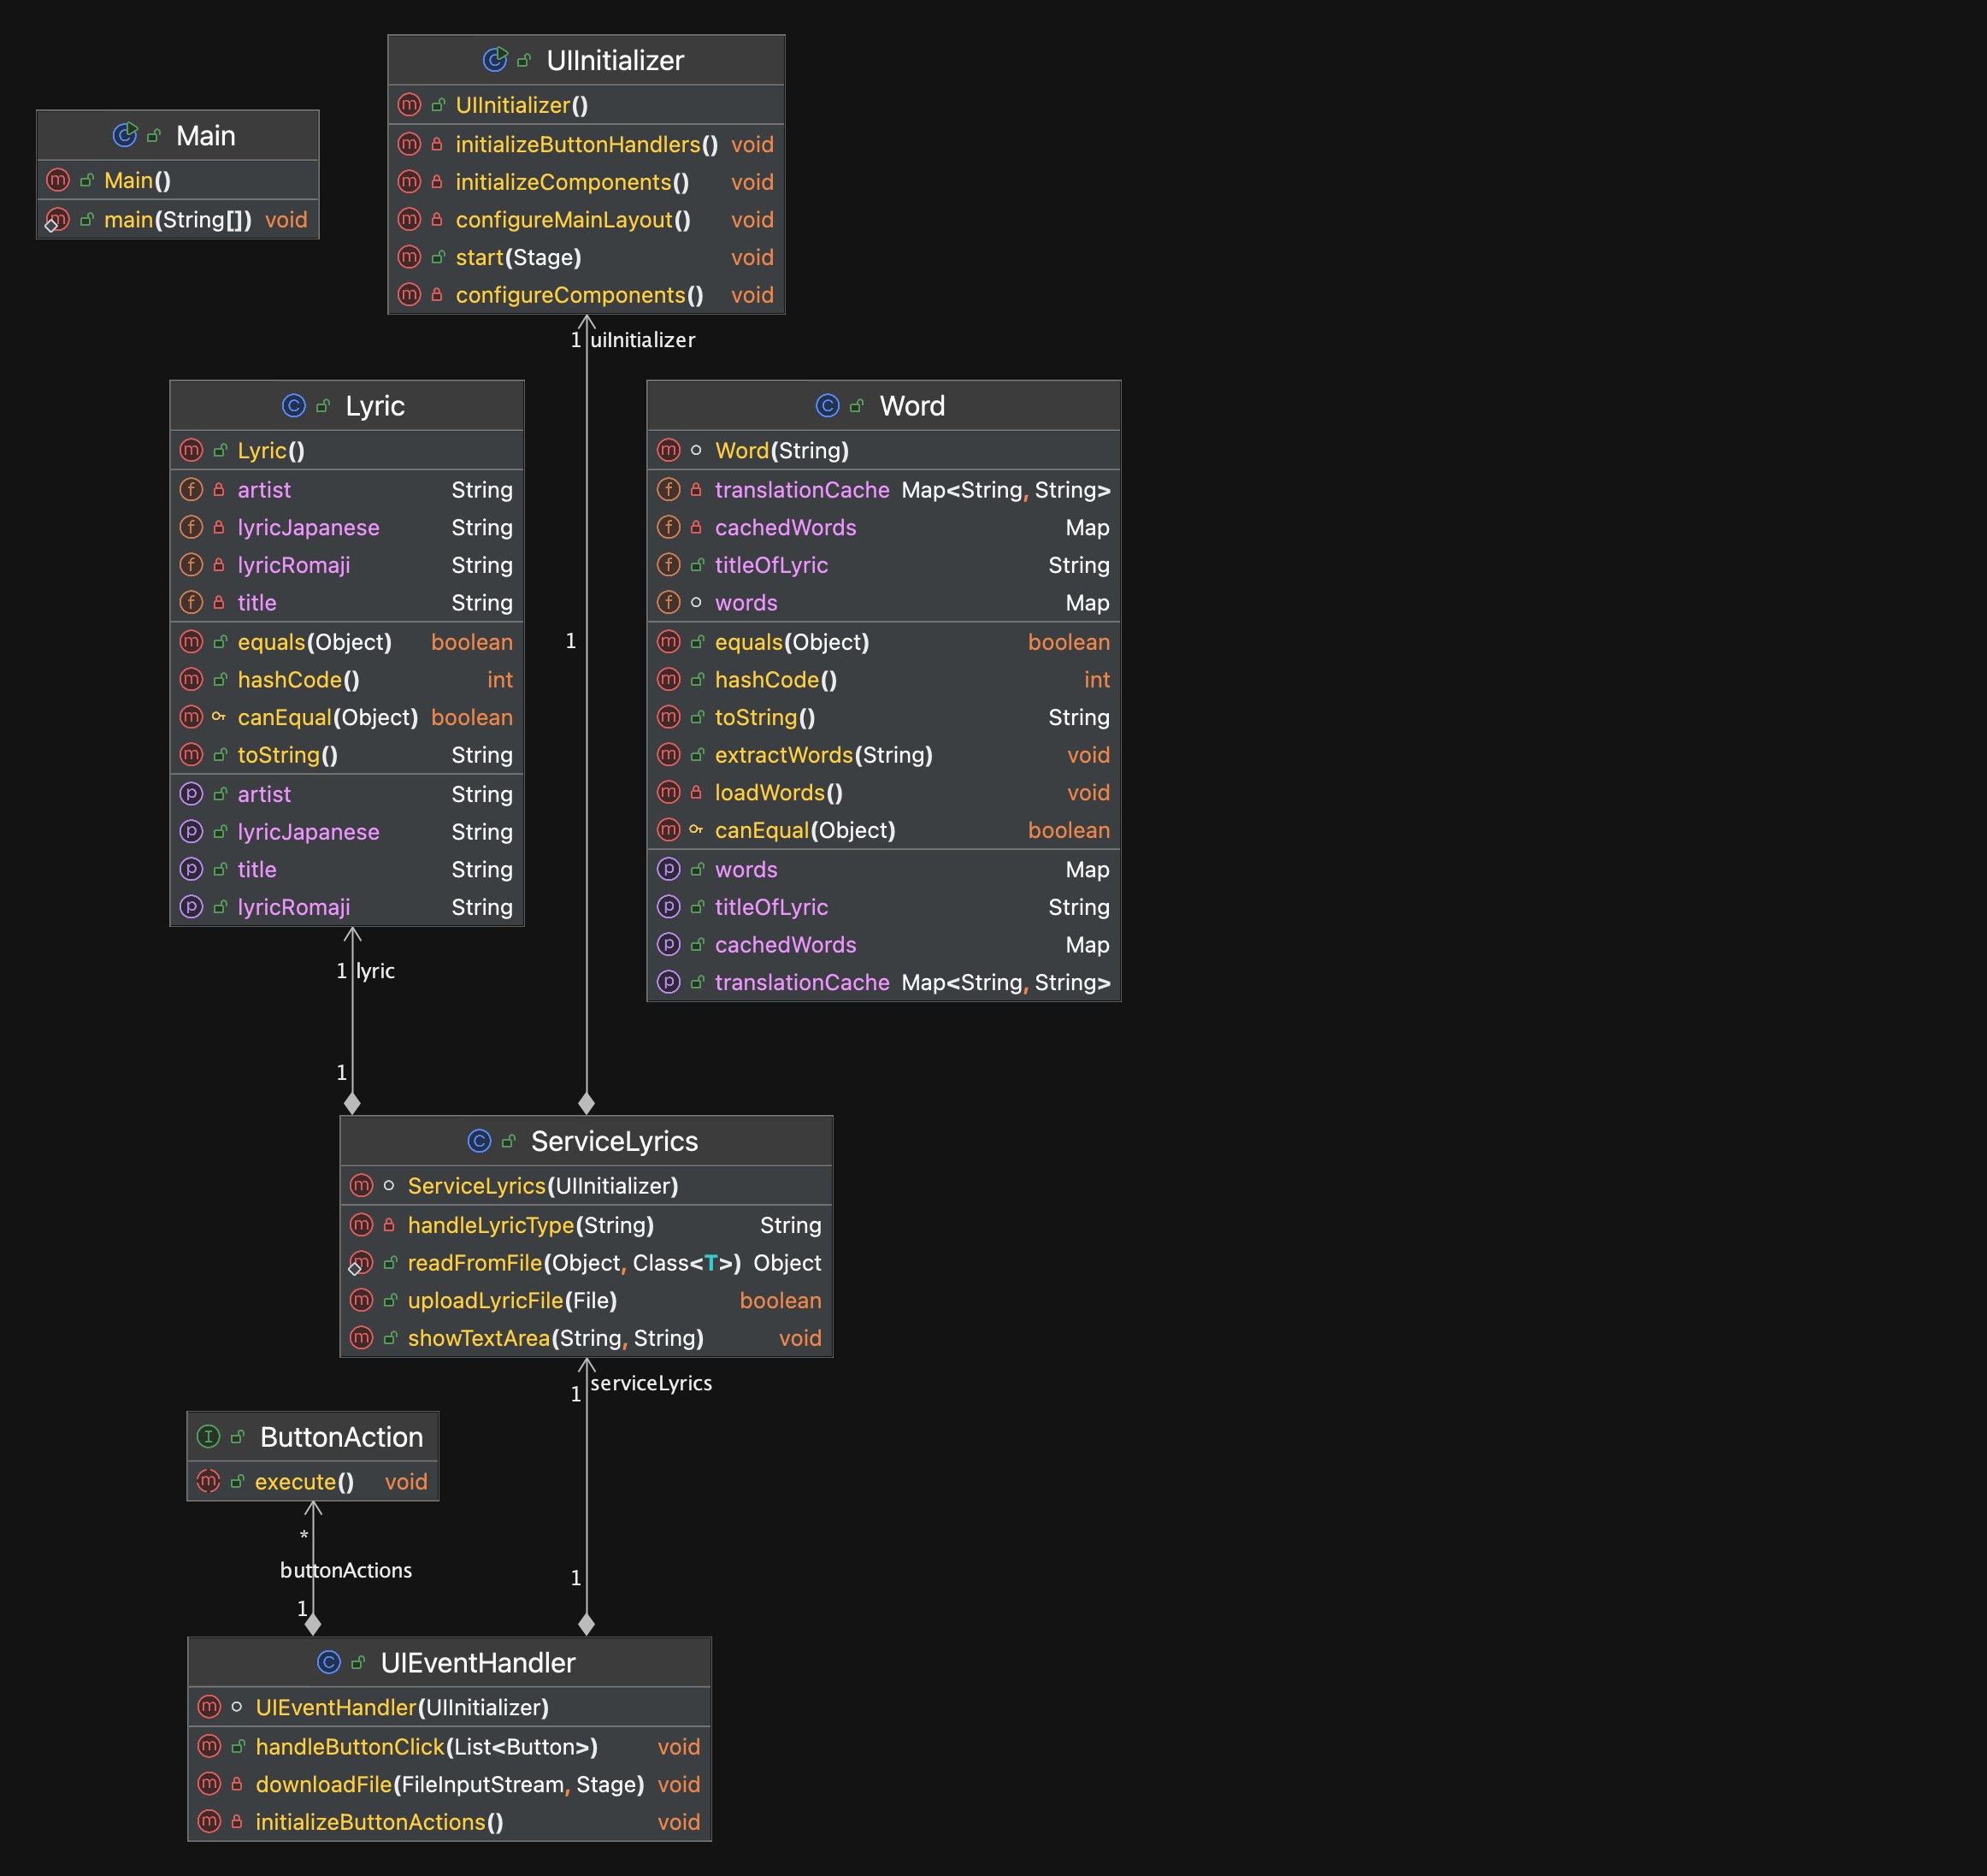 UIInitializer
UIInitializer()
initializeButtonHandlers() void
initializeComponents() void
configureMainLayout() void
start(Stage) void
configureComponents() void
Main
Main()
main(String[]) void
1 uiInitializer
Lyric
Lyric()
artist String
lyricJapanese String
lyricRomaji String
title String
equals(Object) boolean
hashCode() int
canEqual(Object) boolean
toString() String
artist String
lyricJapanese String
title String
lyricRomaji String
1
Word
Word(String)
translationCache Map<String, String>
cachedWords Map
titleOfLyric String
words Map
equals(Object) boolean
hashCode() int
toString() String
extractWords(String) void
loadWords() void
canEqual(Object) boolean
words Map
titleOfLyric String
cachedWords Map
translationCache Map<String, String>
1 lyric
1
ServiceLyrics
ServiceLyrics(UIInitializer)
handleLyricType(String) String
readFromFile(Object, Class<T>) Object
uploadLyricFile(File) boolean
showTextArea(String, String) void
1 serviceLyrics
ButtonAction
execute() void
*
buttonActions
1
1
UIEventHandler
UIEventHandler(UIInitializer)
handleButtonClick(List<Button>) void
downloadFile(FileInputStream, Stage) void
initializeButtonActions() void